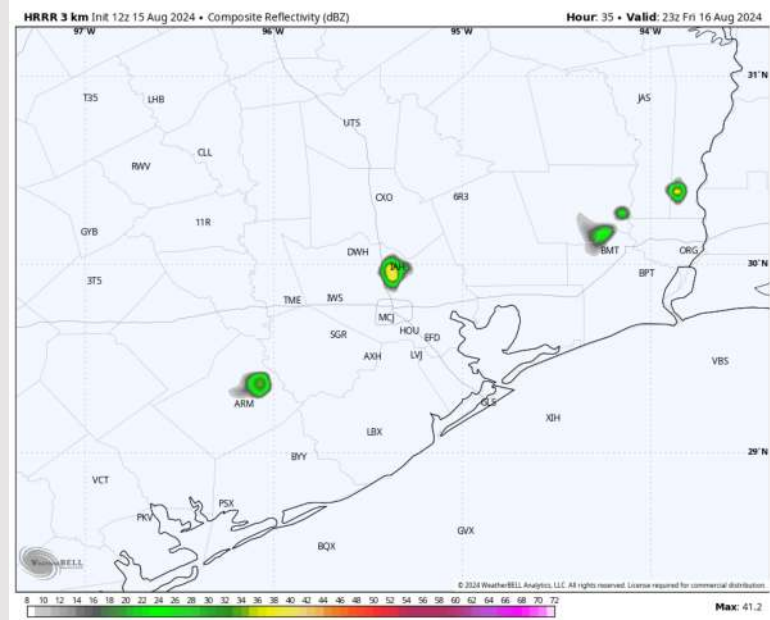 HRRR 3 km Init 12z 15 Aug 2024 • Composite Reflectivity (dBZ) Hour: 35 • Valid: 23z Fri 16 Aug 2024
97°W 96°W 95°W 94°W
31°N
T35 LHB JAS
UTS
CLL
RWV
CXO 6R3
11R
GYB
DWH BMT ORG
30°N
IAH
3T5 BPT
TME IWS
MCJ
SGR HOU EFD
AXH LVJ VBS
ARM GLS
XIH
LBX
29°N
BYY
VCT
PSX
PKV
GVX
BQX
WEATHERBELL
© 2024 WeatherBELL Analytics, LLC. All rights reserved. License required for commercial distribution.
8 10 12 14 16 18 20 22 24 26 28 30 32 34 36 38 40 42 44 46 48 50 52 54 56 58 60 62 64 66 68 70 72 Max: 41.2